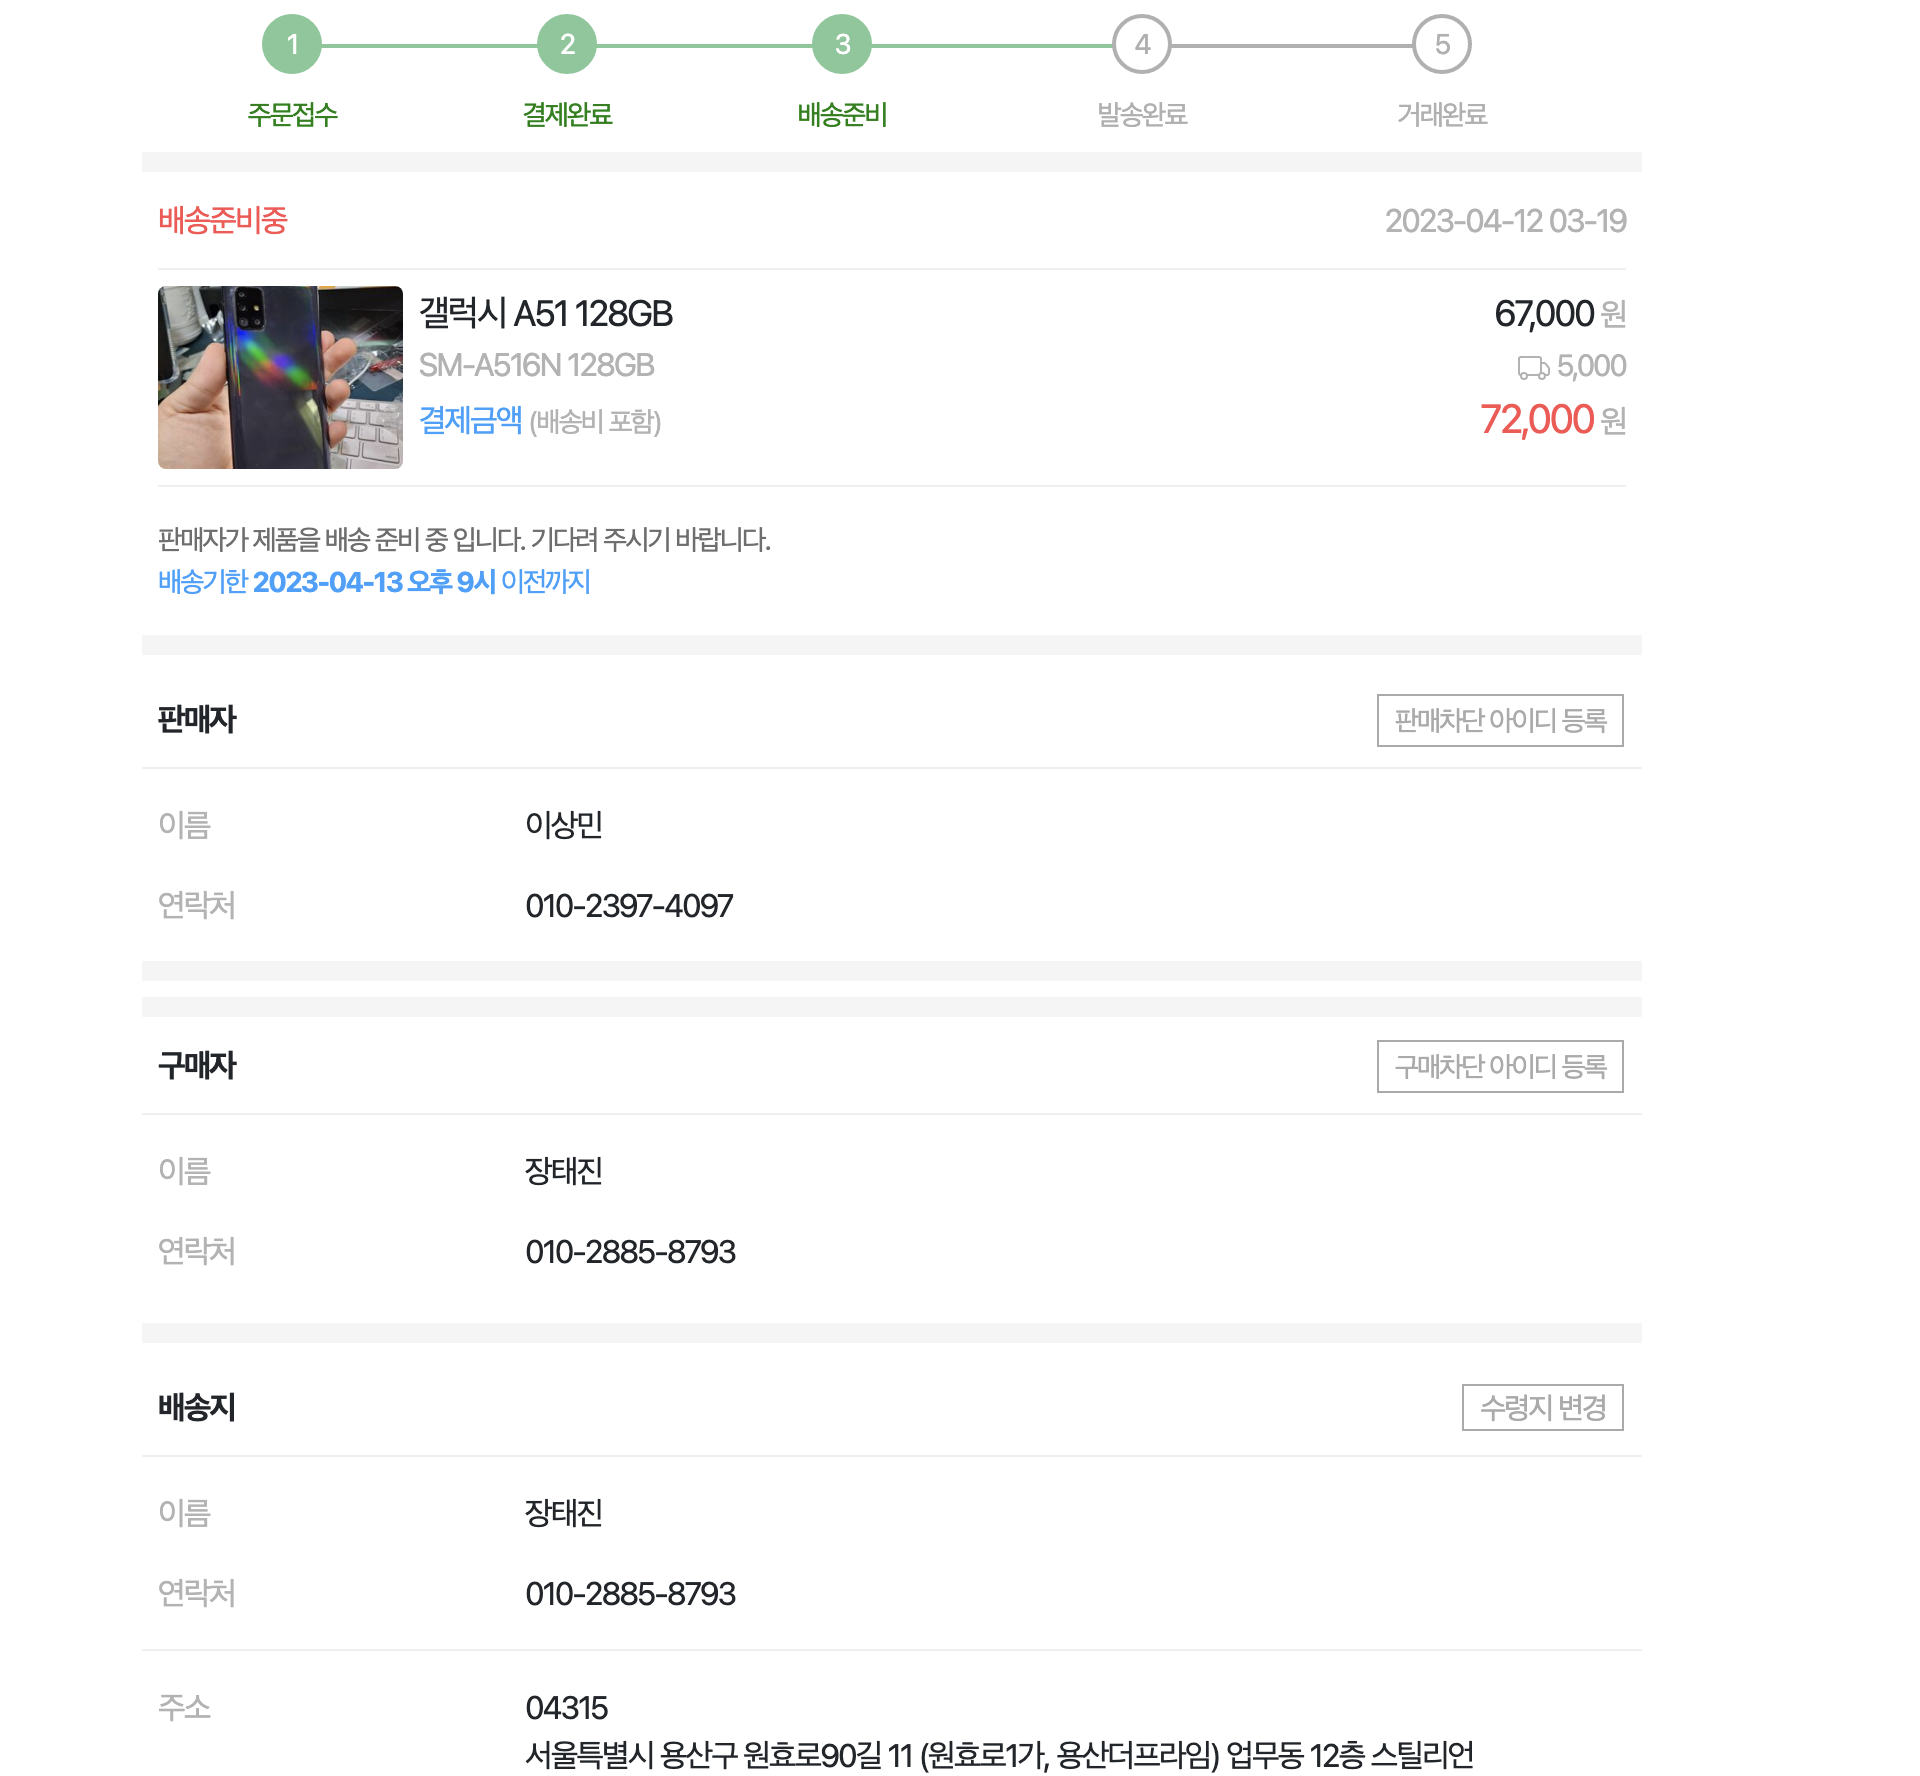 1 2 3 4 5
주문접수 결제완료 배송준비 발송완료 거래완료
배송준비중 2023-04-12 03-19
갤럭시 A51 128GB 67,000 원
SM-A516N 128GB 5,000
결제금액 (배송비 포함) 72,000 원
판매자가 제품을 배송 준비 중 입니다. 기다려 주시기 바랍니다.
배송기한 2023-04-13 오후 9시 이전까지
판매자 판매차단 아이디 등록
이름 이상민
연락처 010-2397-4097
구매자 구매차단 아이디 등록
이름 장태진
연락처 010-2885-8793
배송지 수령지 변경
이름 장태진
연락처 010-2885-8793
주소 04315
서울특별시 용산구 원효로90길 11 (원효로1가, 용산더프라임) 업무동 12층 스틸리언